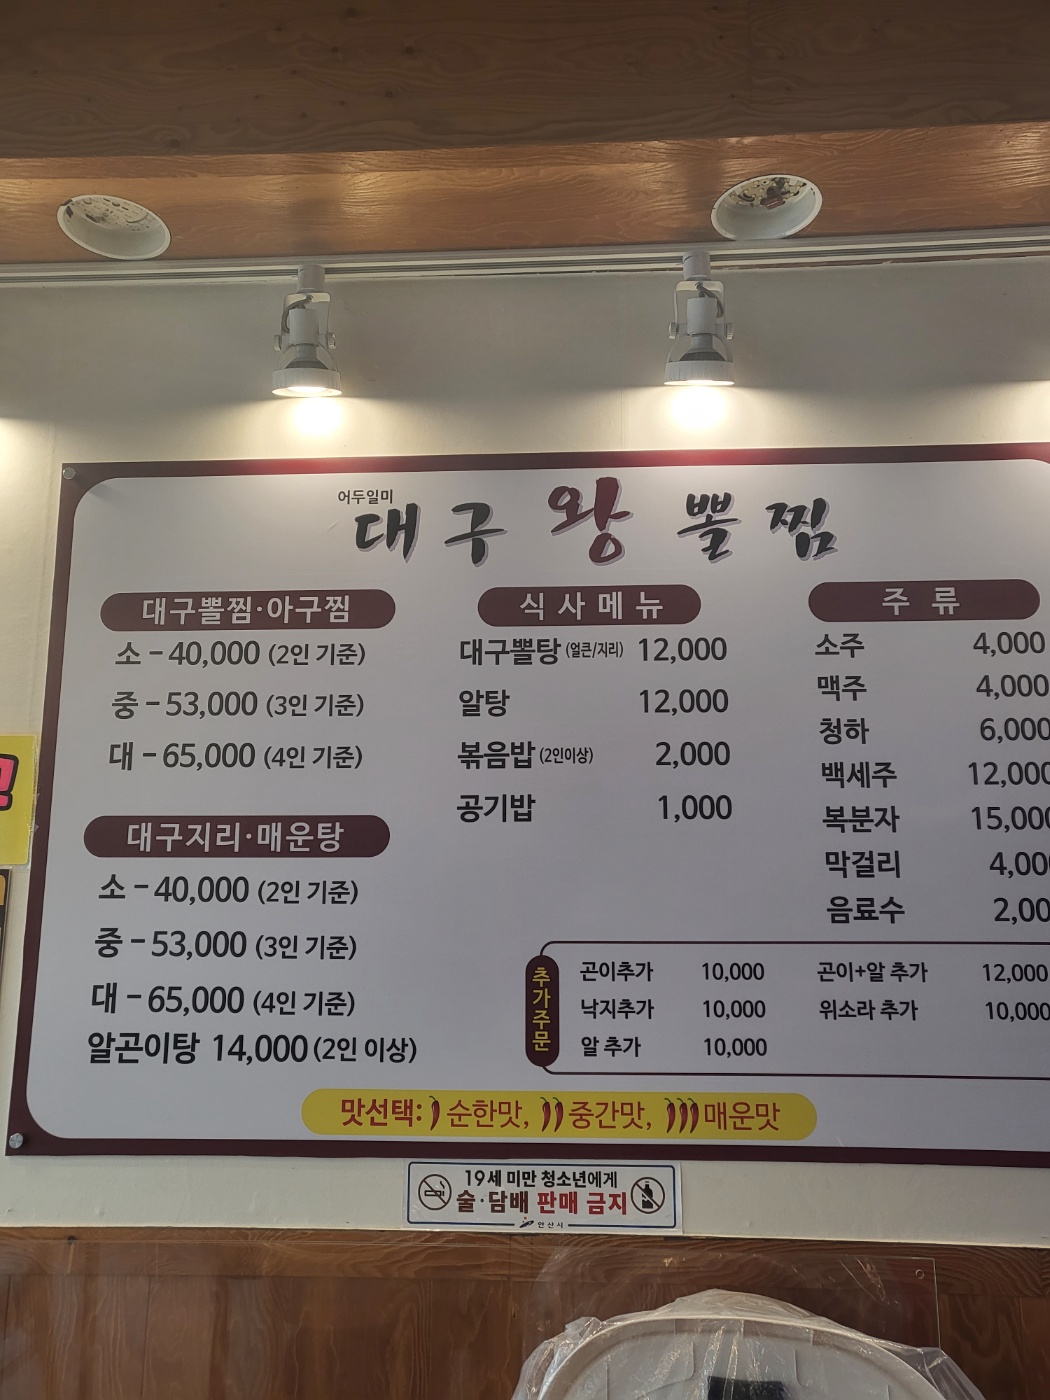 어두일미
대구 왕 뽈 찜
대구뽈찜·아구찜
소 - 40,000 (2인 기준)
중 - 53,000 (3인 기준)
대 - 65,000 (4인 기준)
대구지리·매운탕
소 - 40,000 (2인 기준)
중 - 53,000 (3인 기준)
대 - 65,000 (4인 기준)
알곤이탕 14,000 (2인 이상)
식사메뉴
대구뽈탕 (얼큰/지리) 12,000
알탕 12,000
볶음밥 (2인이상) 2,000
공기밥 1,000
주 류
소주 4,000
맥주 4,000
청하 6,000
백세주 12,000
복분자 15,000
막걸리 4,00
음료수 2,00
추가주문
곤이추가 10,000 곤이+알 추가 12,000
낙지추가 10,000 위소라 추가 10,000
알 추가 10,000
맛선택: 순한맛, 중간맛, 매운맛
19세 미만 청소년에게
술·담배 판매 금지
안산시